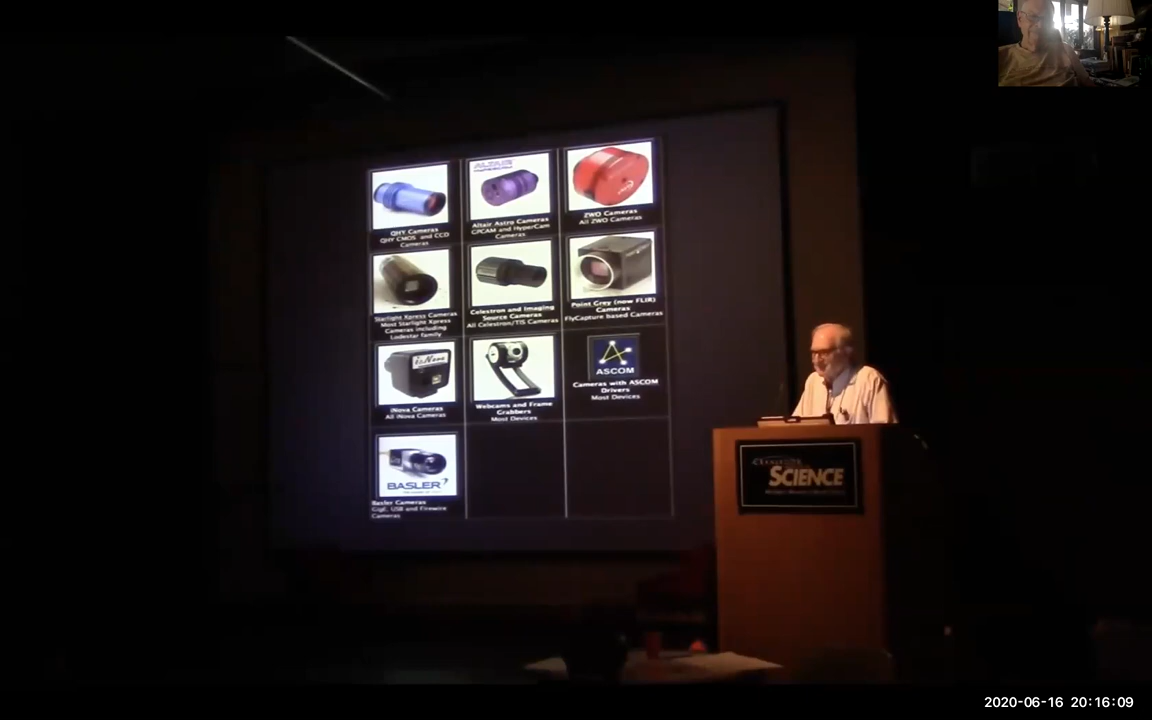 ALTAIR
HYPERCAM
QHY Cameras
QHY CMOS and CCD
Cameras
Altair Astro Cameras
GPCAM and HyperCam
Cameras
ZWO Cameras
All ZWO Cameras
Starlight Xpress Cameras
Most Starlight Xpress
Cameras including
Lodestar family
Celestron and Imaging
Source Cameras
All Celestron/TIS Cameras
Point Grey (now FLIR)
Cameras
FlyCapture based Cameras
iNova
iNova Cameras
All iNova Cameras
Webcams and Frame
Grabbers
Most Devices
ASCOM
Cameras with ASCOM
Drivers
Most Devices
BASLER
Basler Cameras
GigE, USB and Firewire
Cameras
SCIENCE
2020-06-16 20:16:09